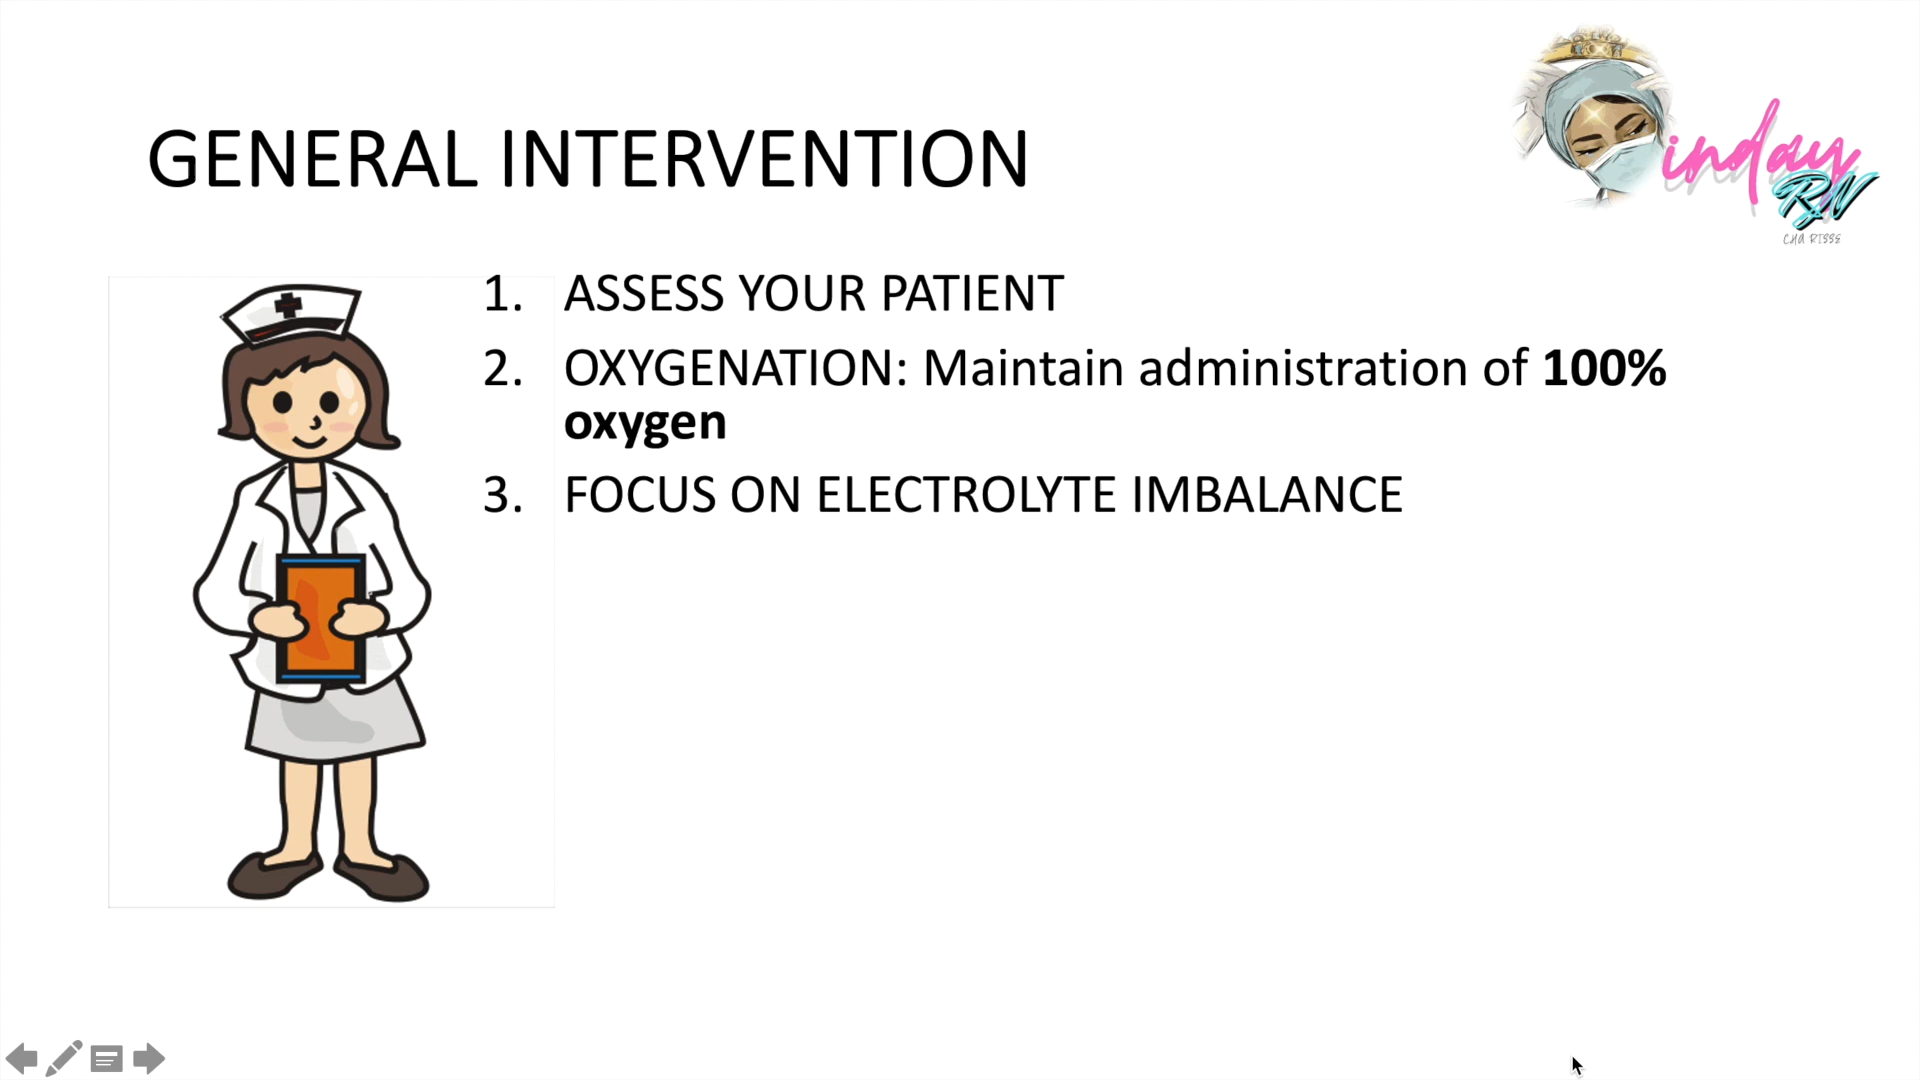 GENERAL INTERVENTION
inday
RN
CHA RISSE
1. ASSESS YOUR PATIENT
2. OXYGENATION: Maintain administration of 100%
oxygen
3. FOCUS ON ELECTROLYTE IMBALANCE